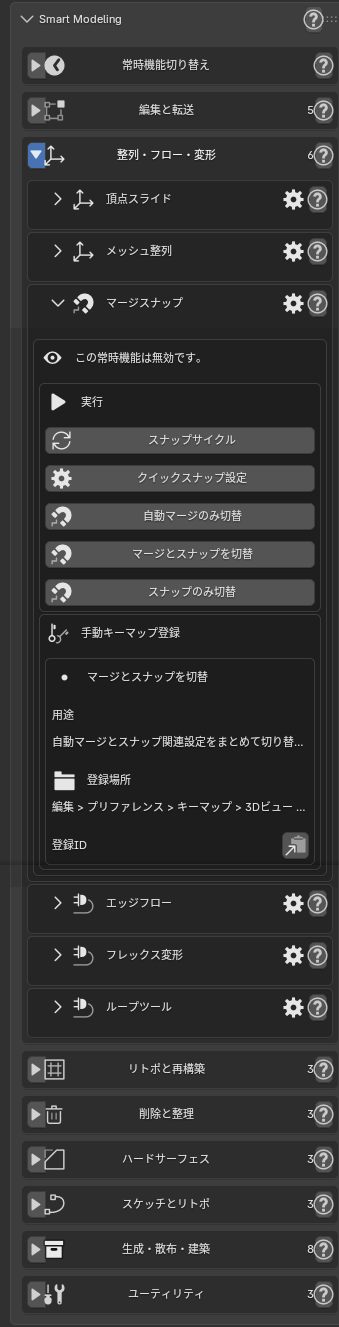 Smart Modeling
常時機能切り替え
編集と転送 5
整列・フロー・変形 6
頂点スライド
メッシュ整列
マージスナップ
この常時機能は無効です。
実行
スナップサイクル
クイックスナップ設定
自動マージのみ切替
マージとスナップを切替
スナップのみ切替
手動キーマップ登録
マージとスナップを切替
用途
自動マージとスナップ関連設定をまとめて切り替...
登録場所
編集 > プリファレンス > キーマップ > 3Dビュー ...
登録ID
エッジフロー
フレックス変形
ループツール
リトポと再構築 3
削除と整理 3
ハードサーフェス 3
スケッチとリトポ 3
生成・散布・建築 8
ユーティリティ 3